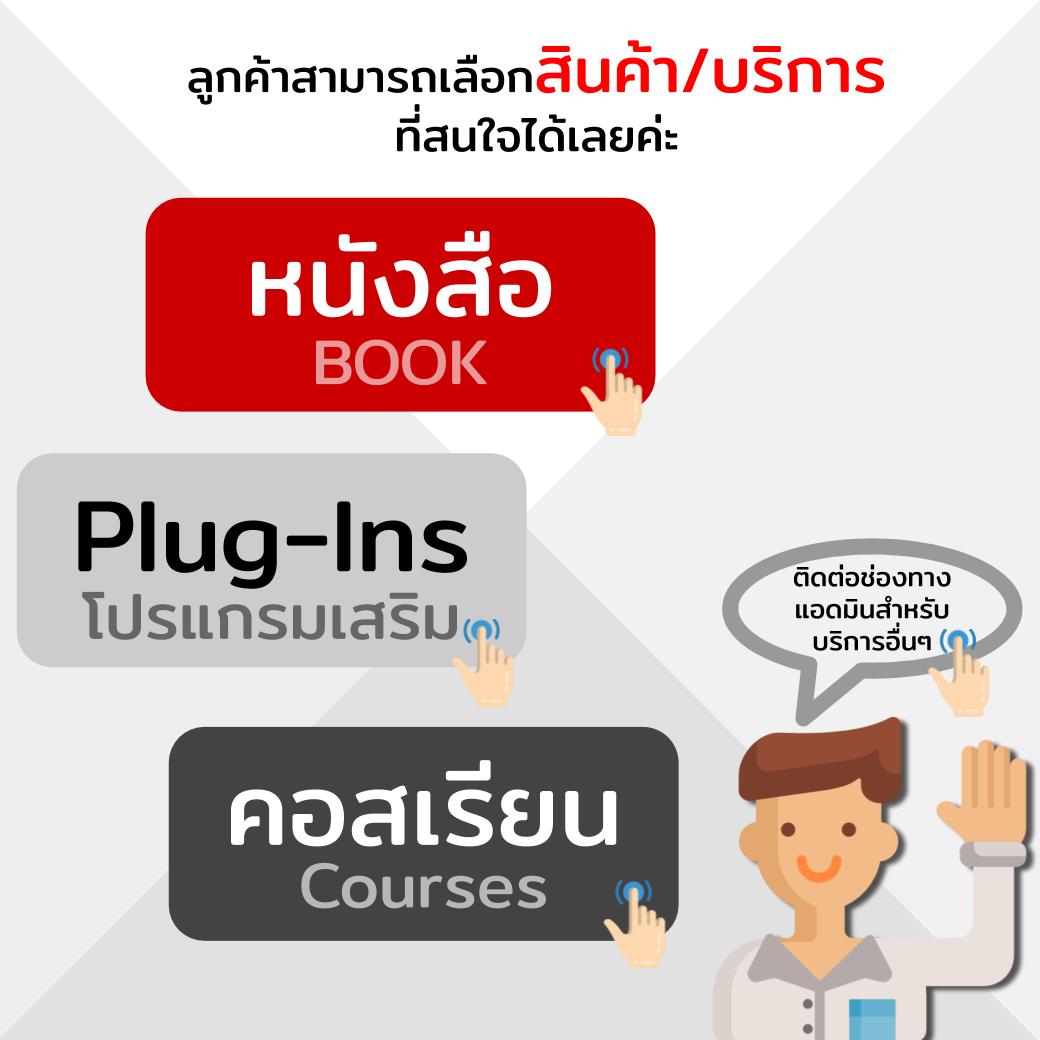 ลูกค้าสามารถเลือกสินค้า/บริการ
ที่สนใจได้เลยค่ะ
หนังสือ
BOOK
Plug-Ins
โปรแกรมเสริม
ติดต่อช่องทาง
แอดมินสำหรับ
บริการอื่นๆ
คอสเรียน
Courses